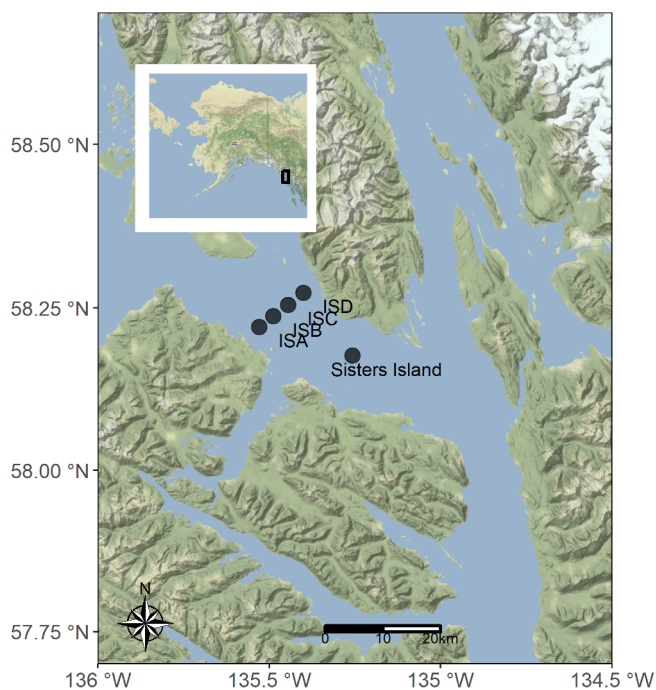 58.50 °N
58.25 °N
58.00 °N
57.75 °N
ISD
ISC
ISB
ISA
Sisters Island
N
0 10 20km
136 °W 135.5 °W 135 °W 134.5 °W